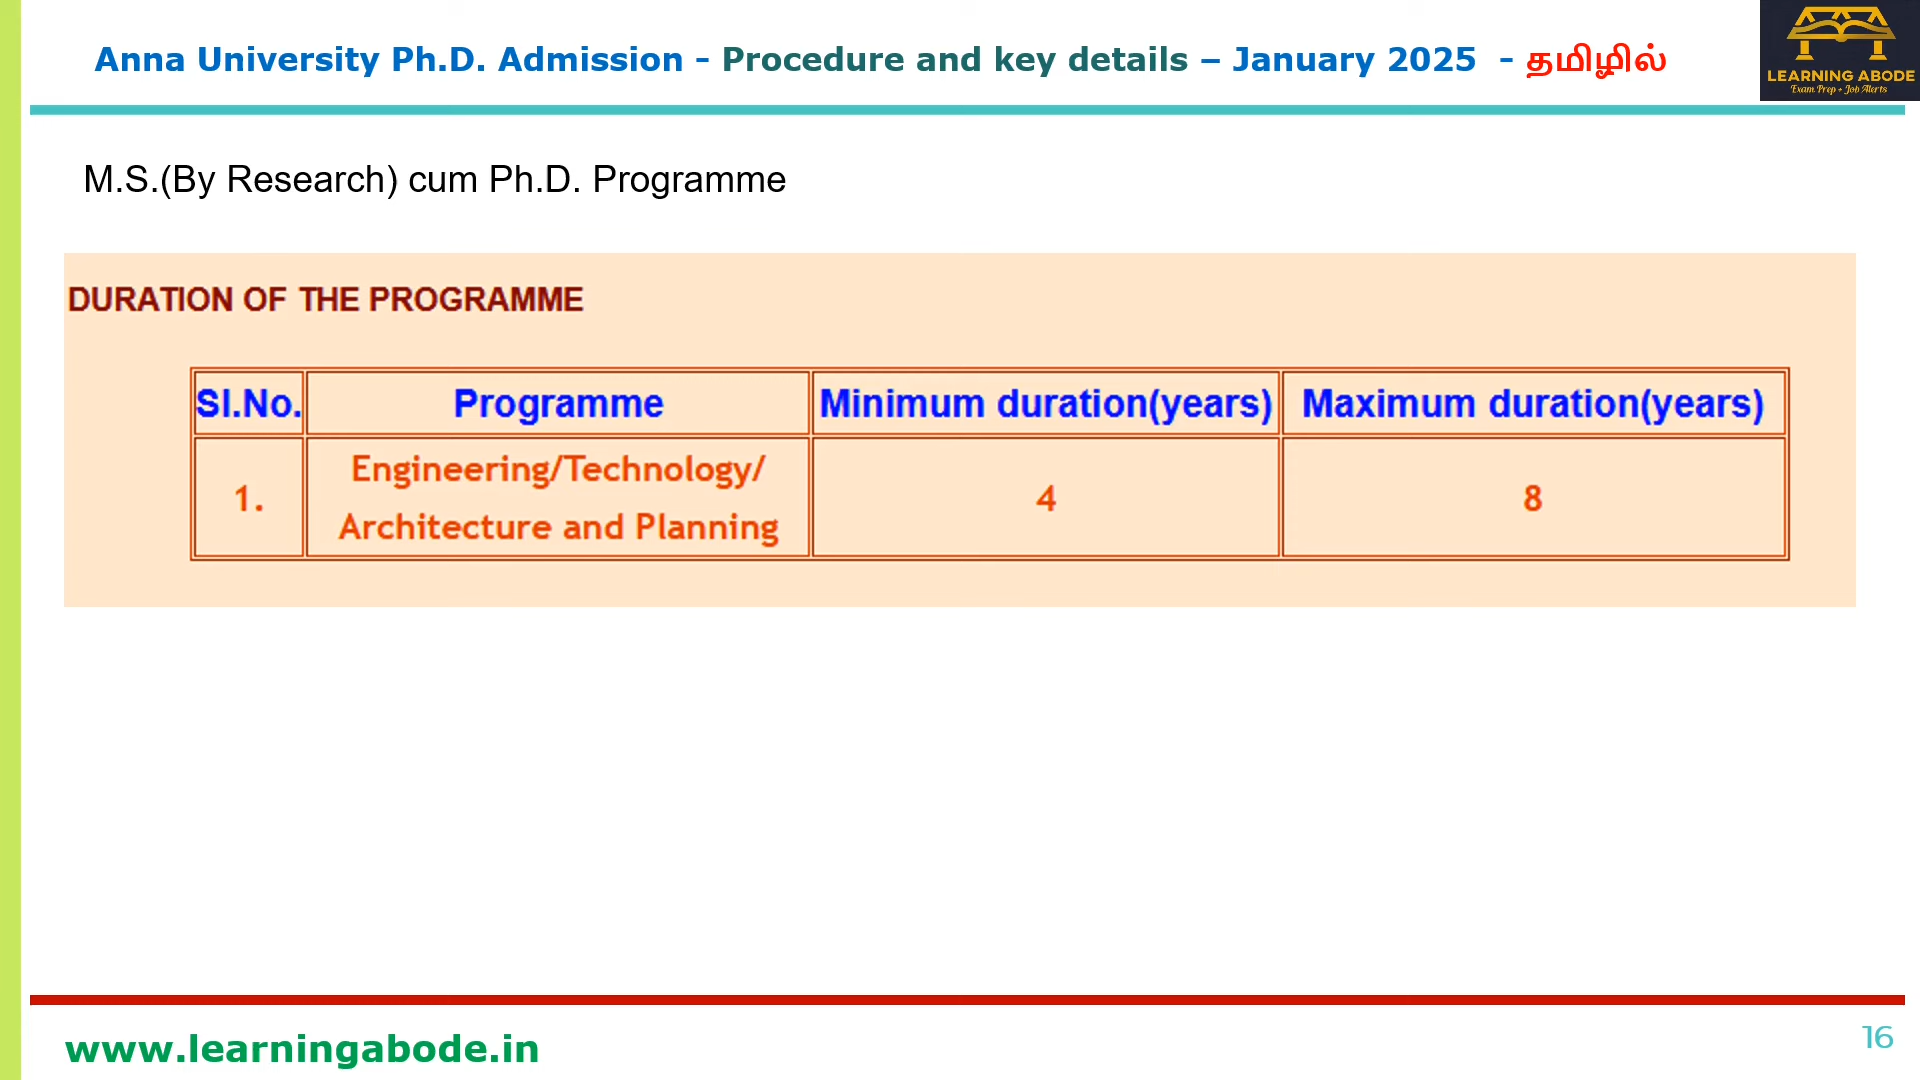 Anna University Ph.D. Admission - Procedure and key details – January 2025 - தமிழில்
LEARNING ABODE
Exam Prep + Job Alerts
M.S.(By Research) cum Ph.D. Programme
DURATION OF THE PROGRAMME
Sl.No. Programme Minimum duration(years) Maximum duration(years)
1. Engineering/Technology/ 4 8
Architecture and Planning
www.learningabode.in
16